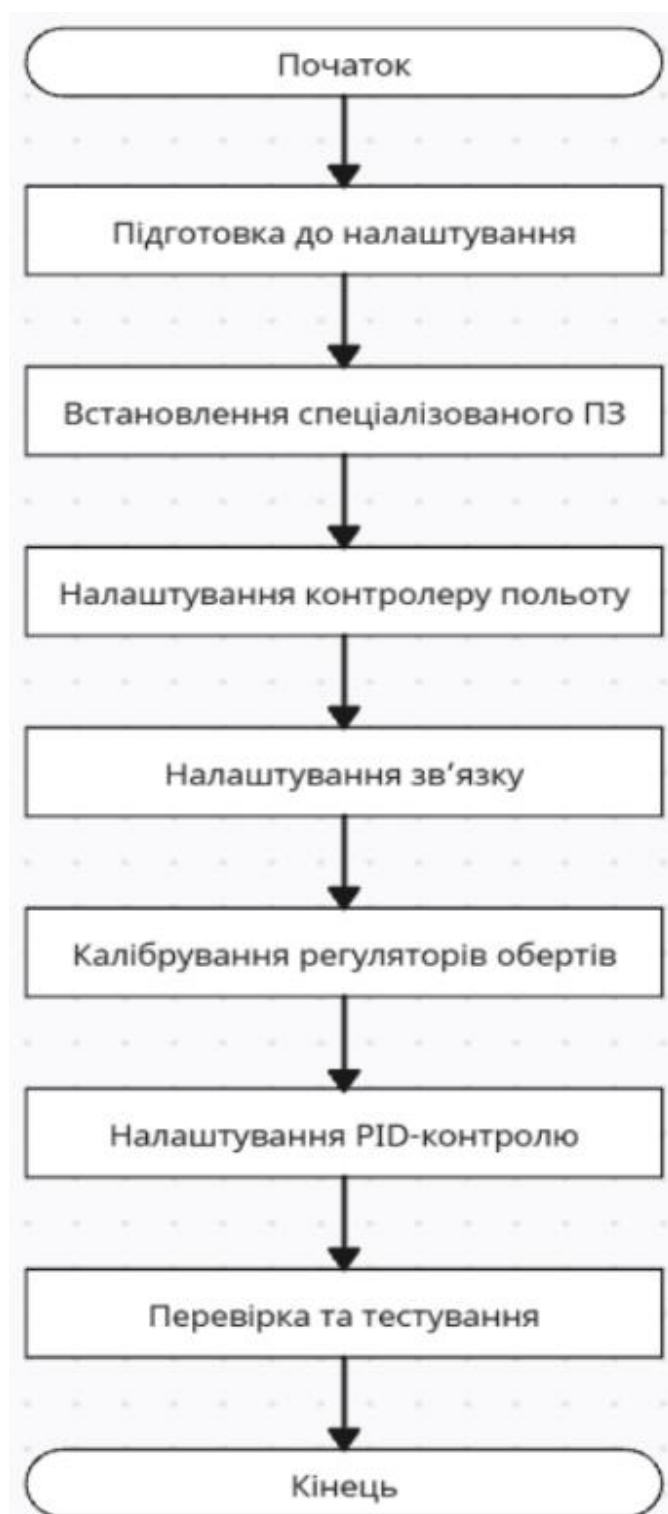 Початок
Підготовка до налаштування
Встановлення спеціалізованого ПЗ
Налаштування контролеру польоту
Налаштування зв’язку
Калібрування регуляторів обертів
Налаштування PID-контролю
Перевірка та тестування
Кінець